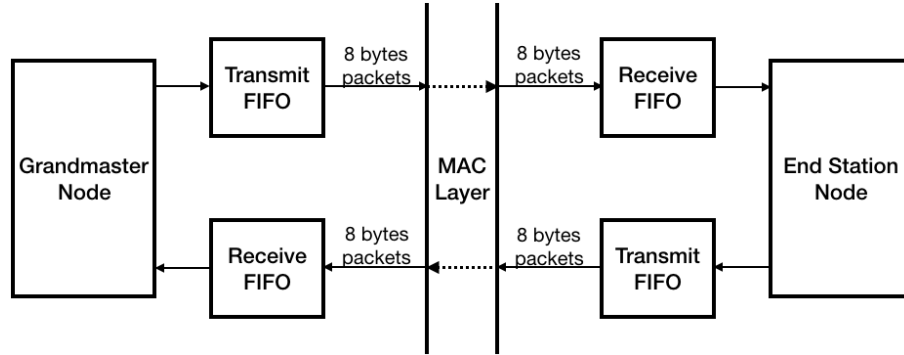 Transmit
FIFO
8 bytes
packets
8 bytes
packets
Receive
FIFO
Grandmaster
Node
MAC
Layer
End Station
Node
Receive
FIFO
8 bytes
packets
8 bytes
packets
Transmit
FIFO